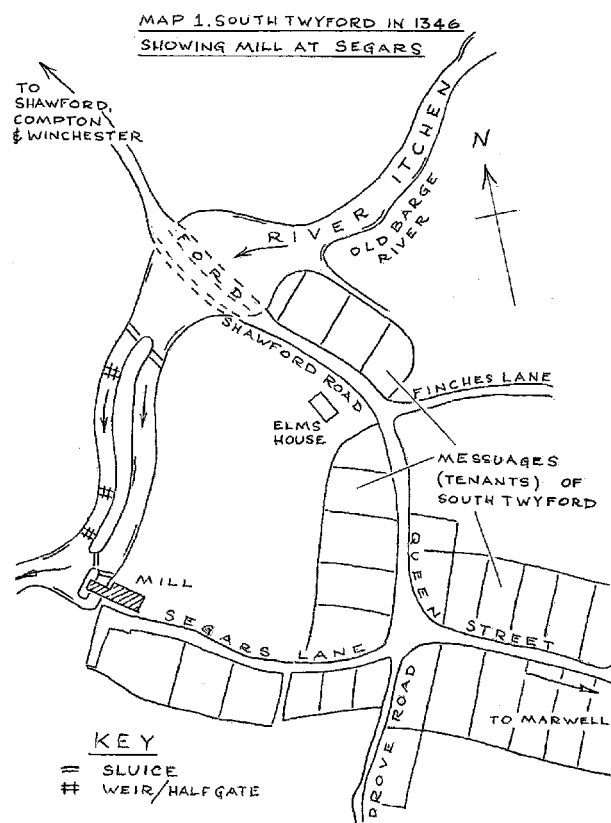 MAP 1. SOUTH TWYFORD IN 1346
SHOWING MILL AT SEGARS
TO
SHAWFORD,
COMPTON
& WINCHESTER
N
RIVER ITCHEN
OLD BARGE
RIVER
FORD
SHAWFORD ROAD
FINCHES LANE
ELMS
HOUSE
MESSUAGES
(TENANTS) OF
SOUTH TWYFORD
QUEEN STREET
MILL
SEGARS LANE
DROVE ROAD
TO MARWELL
KEY
= SLUICE
# WEIR/HALFGATE